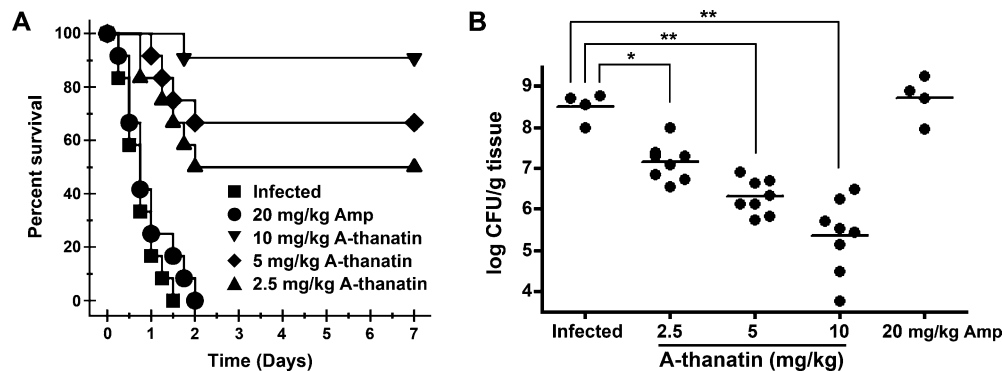 A
Percent survival
100
80
60
40
20
0
0 1 2 3 4 5 6 7
Time (Days)
Infected
20 mg/kg Amp
10 mg/kg A-thanatin
5 mg/kg A-thanatin
2.5 mg/kg A-thanatin
B
log CFU/g tissue
9
8
7
6
5
4
**
**
*
Infected 2.5 5 10 20 mg/kg Amp
A-thanatin (mg/kg)